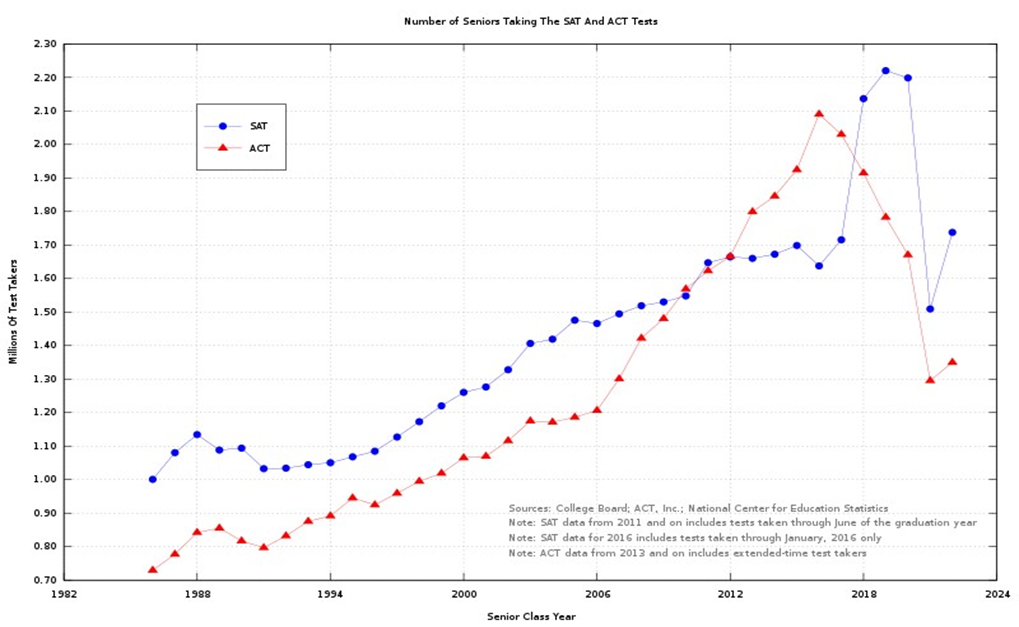 Number of Seniors Taking The SAT And ACT Tests
2.30
2.20
2.10
2.00
1.90
1.80
1.70
1.60
1.50
1.40
1.30
1.20
1.10
1.00
0.90
0.80
0.70
Millions Of Test Takers
SAT
ACT
Sources: College Board; ACT, Inc.; National Center for Education Statistics
Note: SAT data from 2011 and on includes tests taken through June of the graduation year
Note: SAT data for 2016 includes tests taken through January, 2016 only
Note: ACT data from 2013 and on includes extended-time test takers
1982 1988 1994 2000 2006 2012 2018 2024
Senior Class Year